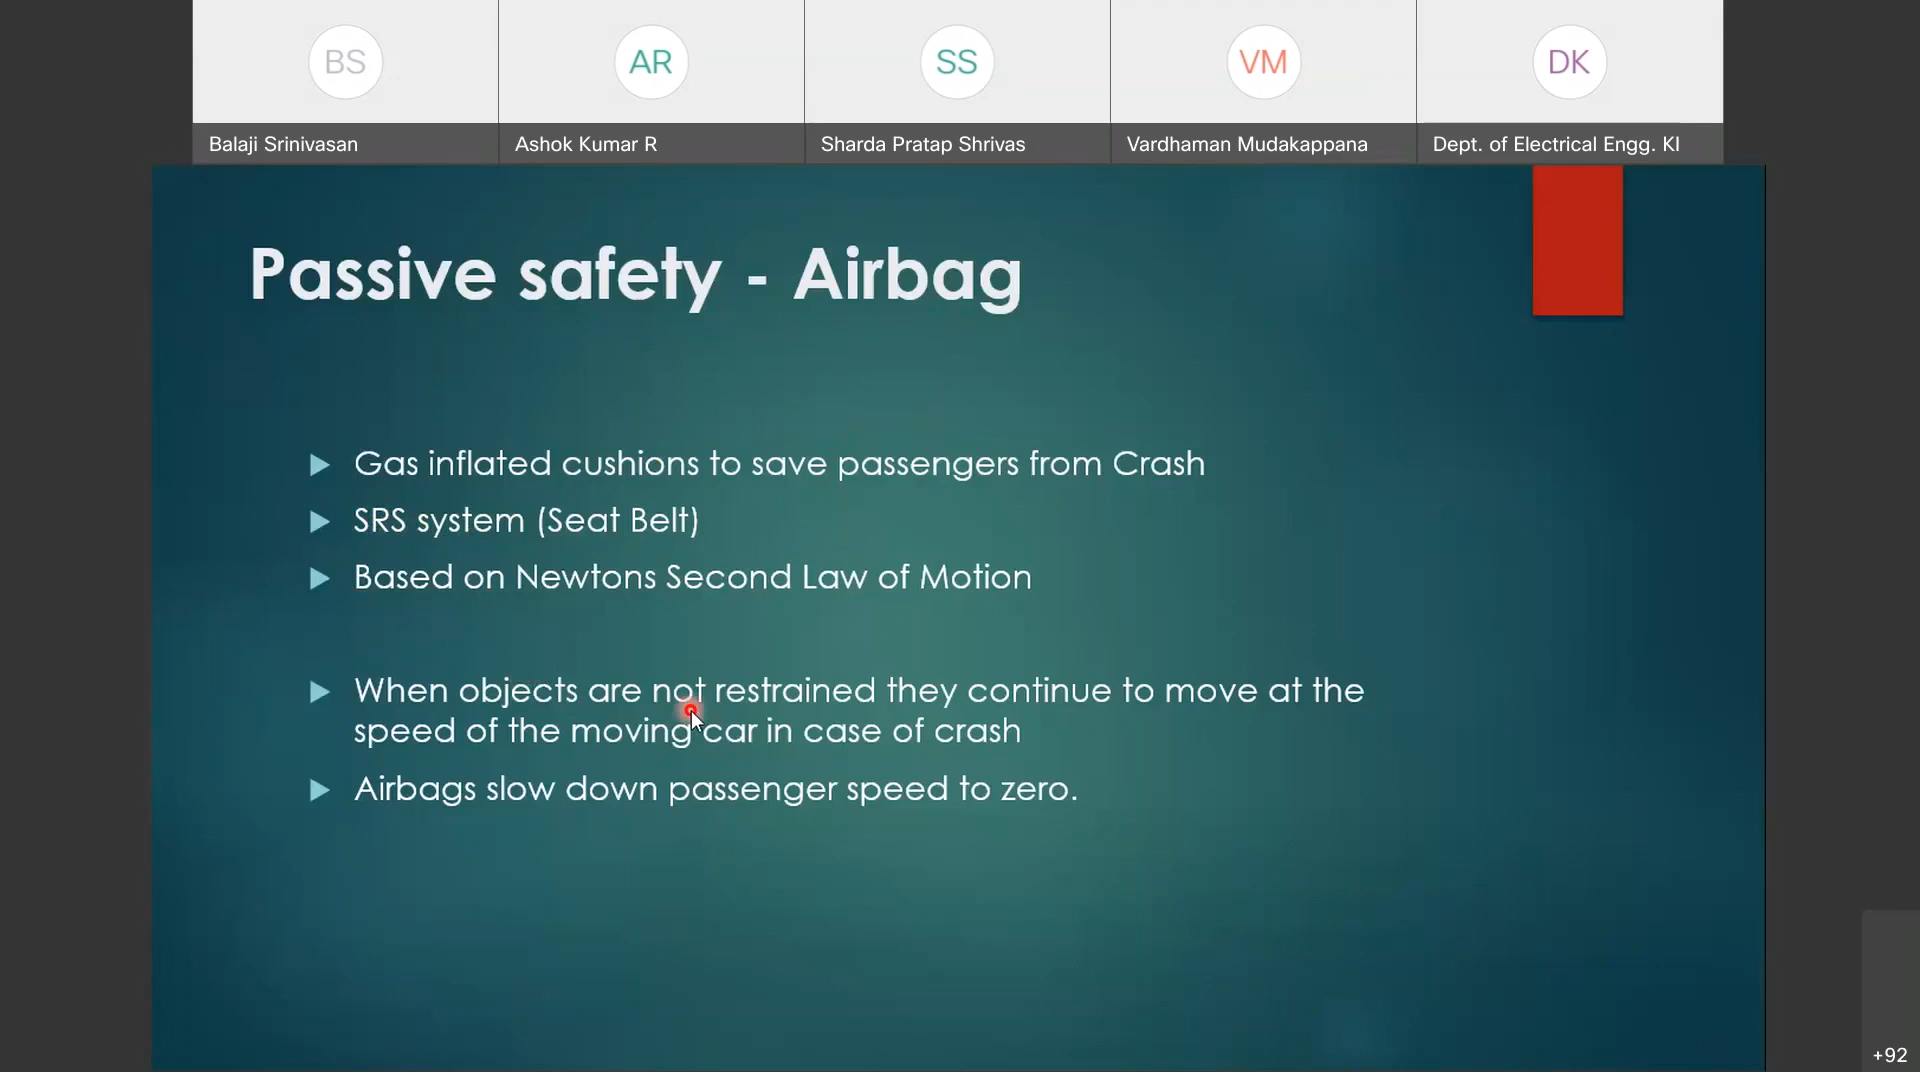 BS
AR
SS
VM
DK
Balaji Srinivasan
Ashok Kumar R
Sharda Pratap Shrivas
Vardhaman Mudakappana
Dept. of Electrical Engg. KI
Passive safety - Airbag
Gas inflated cushions to save passengers from Crash
SRS system (Seat Belt)
Based on Newtons Second Law of Motion
When objects are not restrained they continue to move at the
speed of the moving car in case of crash
Airbags slow down passenger speed to zero.
+92